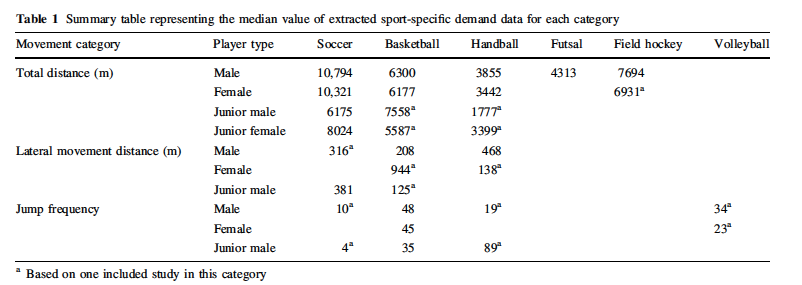 Table 1 Summary table representing the median value of extracted sport-specific demand data for each category
Movement category Player type Soccer Basketball Handball Futsal Field hockey Volleyball
Total distance (m) Male 10,794 6300 3855 4313 7694
Female 10,321 6177 3442 6931a
Junior male 6175 7558a 1777a
Junior female 8024 5587a 3399a
Lateral movement distance (m) Male 316a 208 468
Female 944a 138a
Junior male 381 125a
Jump frequency Male 10a 48 19a 34a
Female 45 23a
Junior male 4a 35 89a
a Based on one included study in this category